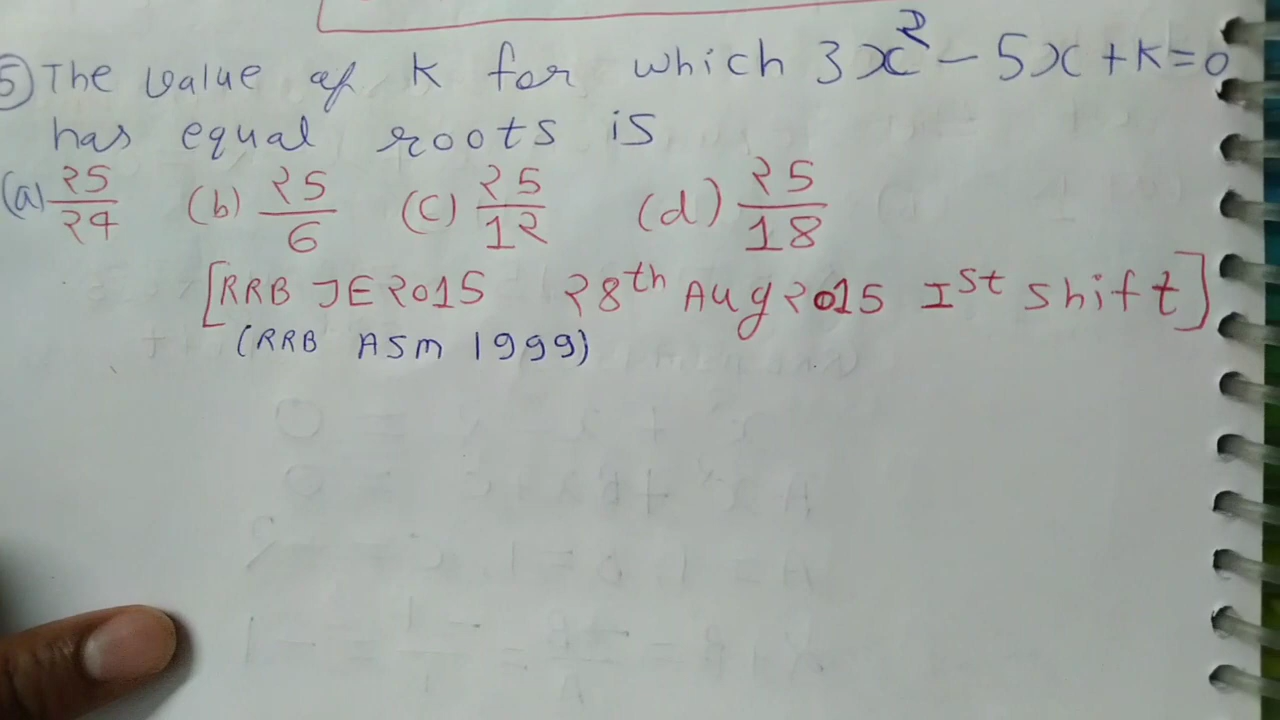 5) The value of K for which 3x² - 5x + K = 0
has equal roots is
(a) 25/24 (b) 25/6 (c) 25/12 (d) 25/18
[RRB JE 2015 28th Aug 2015 Ist shift]
(RRB ASM 1999)